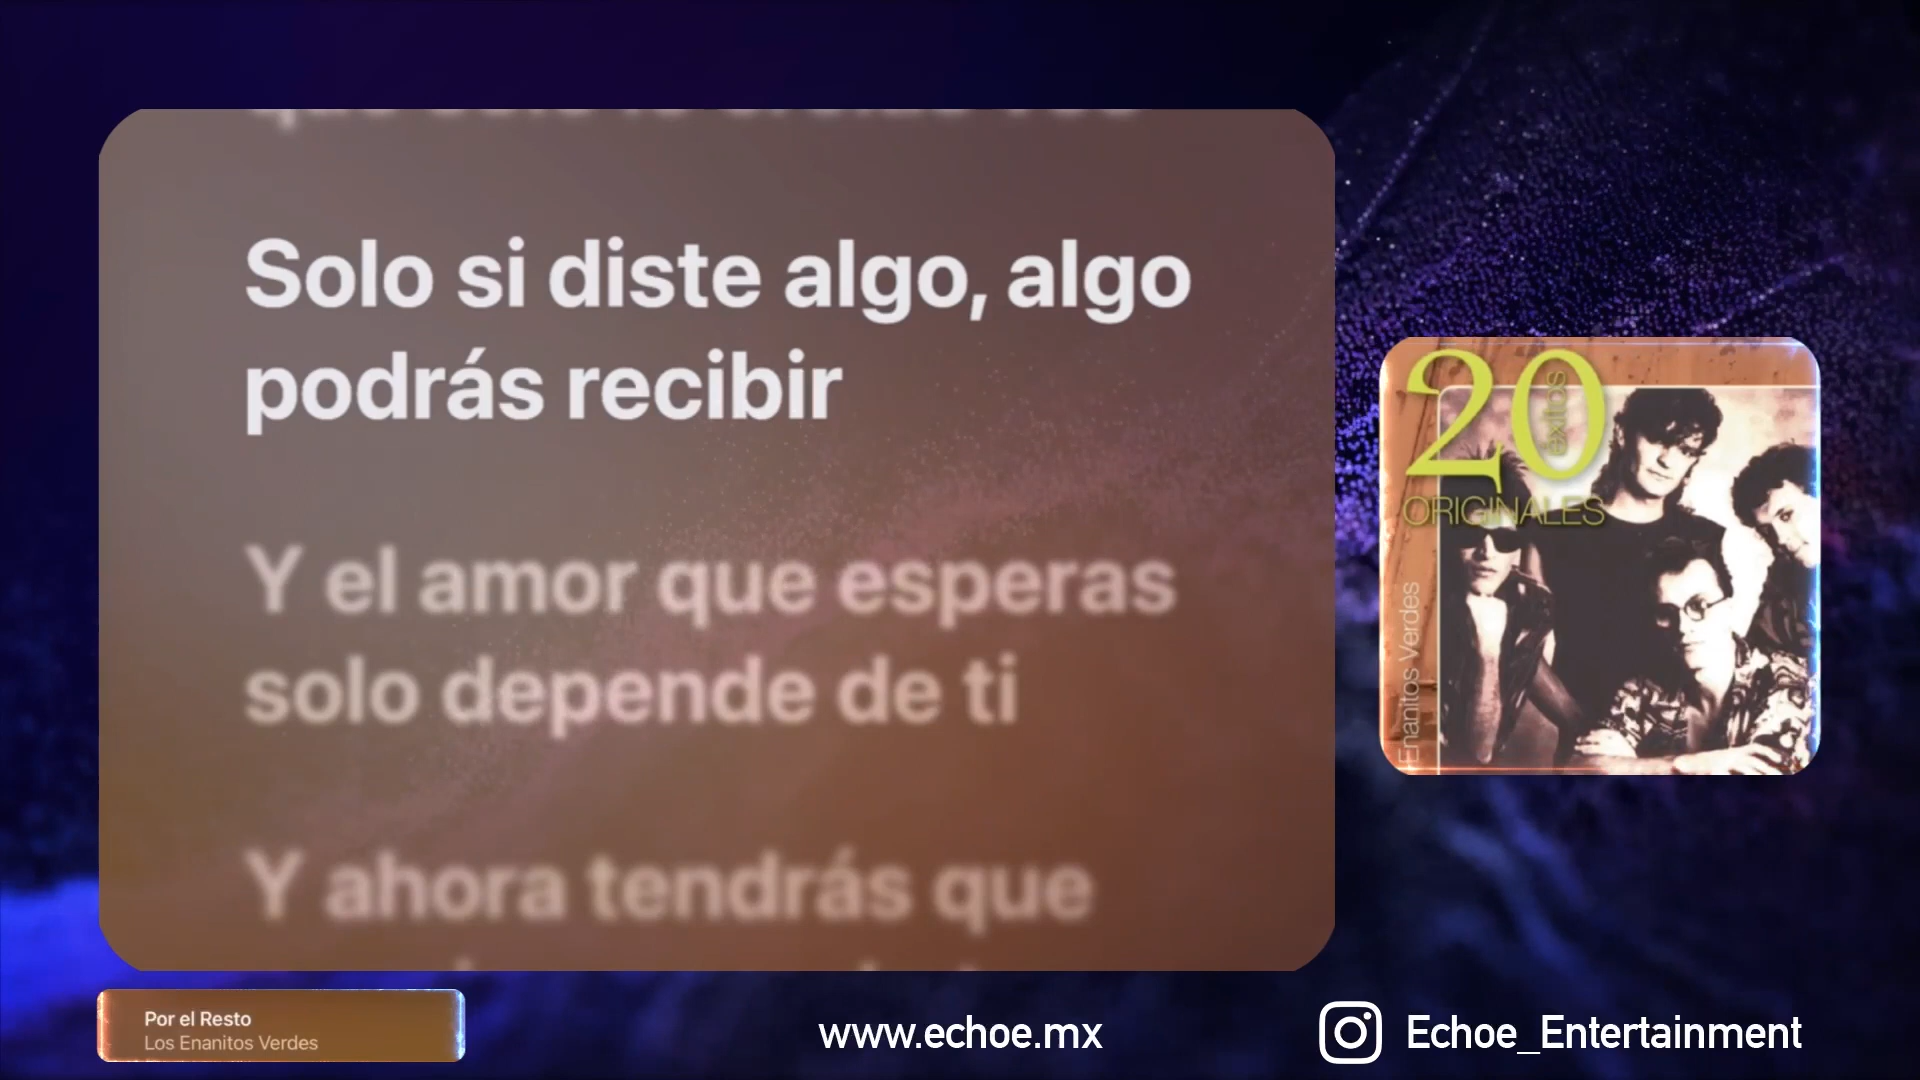 Solo si diste algo, algo
podrás recibir
Y el amor que esperas
solo depende de ti
Y ahora tendrás que
20
éxitos
ORIGINALES
Enanitos Verdes
Por el Resto
Los Enanitos Verdes
www.echoe.mx
Echoe_Entertainment